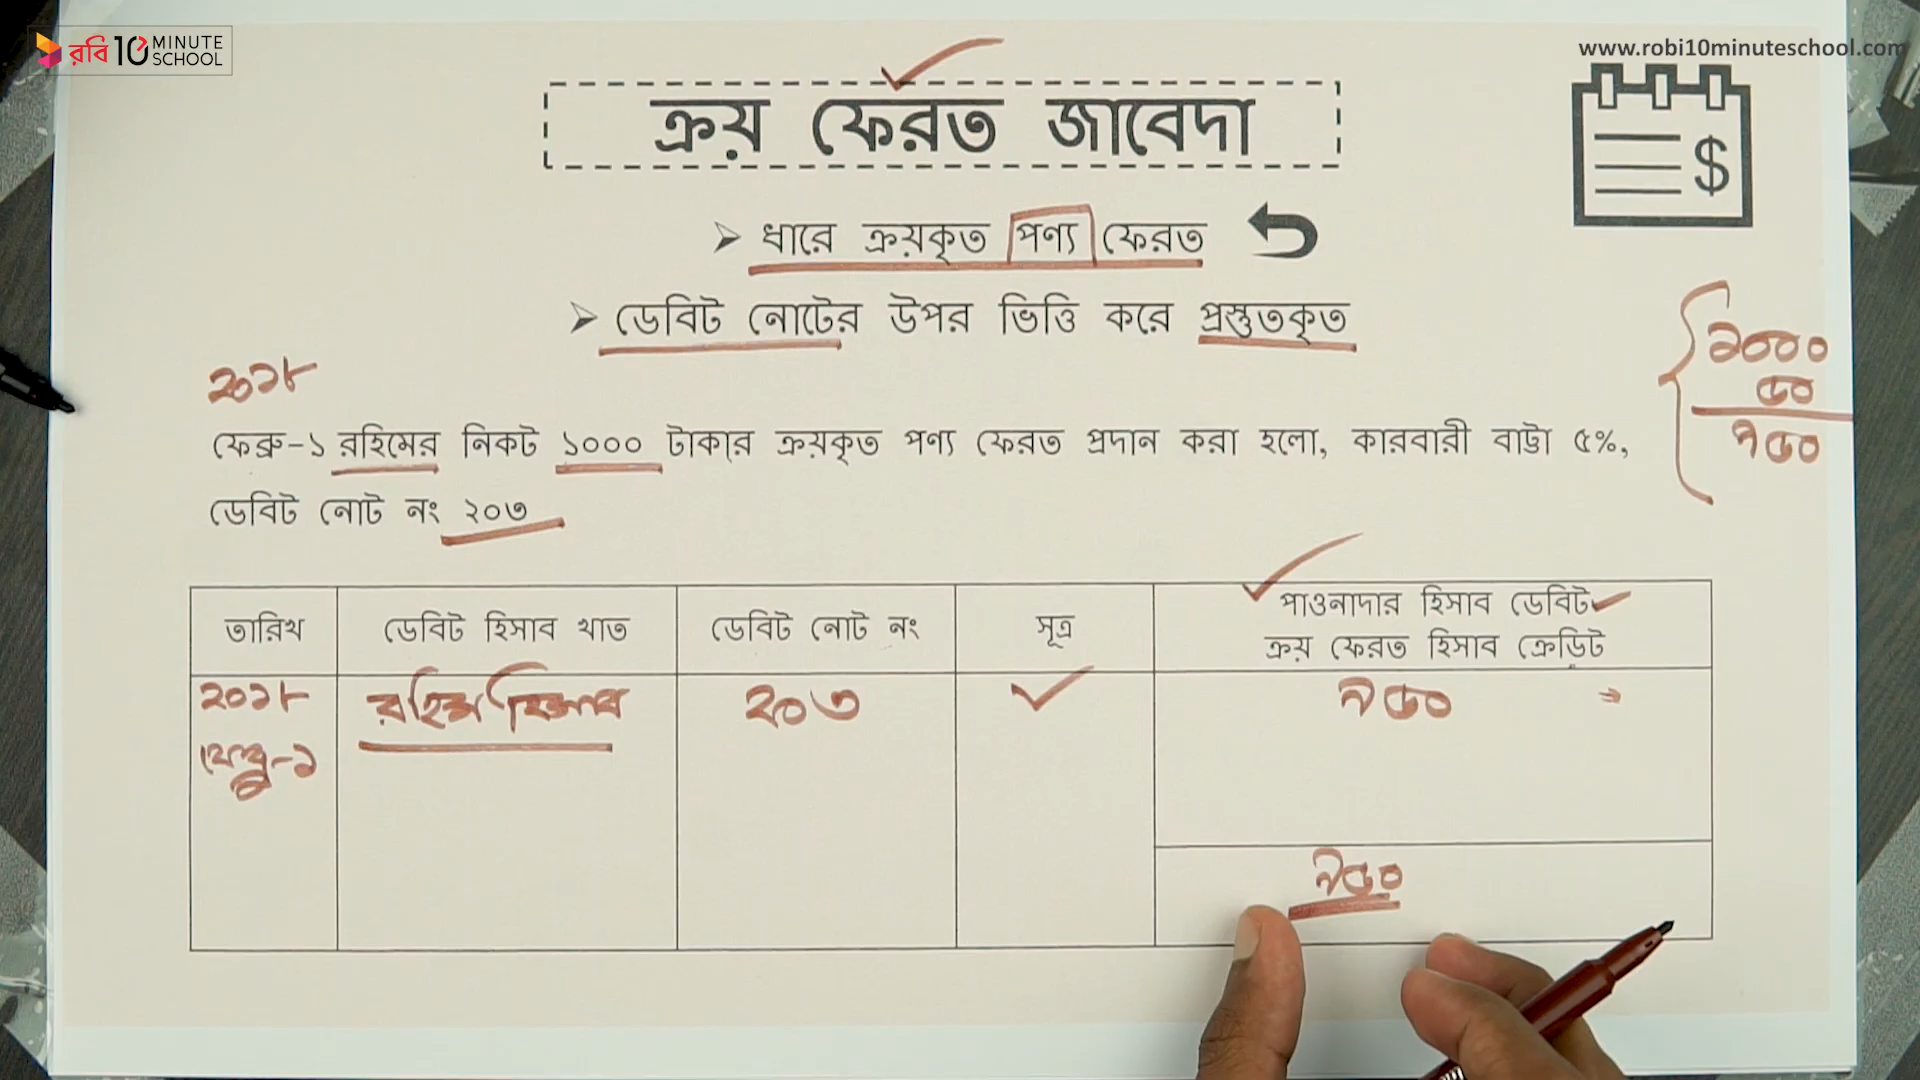 রবি 10 MINUTE SCHOOL
www.robi10minuteschool.com
ক্রয় ফেরত জাবেদা
$
➢ ধারে ক্রয়কৃত পণ্য ফেরত
➢ ডেবিট নোটের উপর ভিত্তি করে প্রস্তুতকৃত
২০১৮
ফেব্রু-১ রহিমের নিকট ১০০০ টাকার ক্রয়কৃত পণ্য ফেরত প্রদান করা হলো, কারবারী বাট্টা ৫%,
ডেবিট নোট নং ২০৩
১০০০
৫০
৯৫০
তারিখ ডেবিট হিসাব খাত ডেবিট নোট নং সূত্র পাওনাদার হিসাব ডেবিট
ক্রয় ফেরত হিসাব ক্রেডিট
২০১৮ রহিম হিসাব ২০৩ ✓ ৯৫০ =
ফেব্রু-১
৯৫০